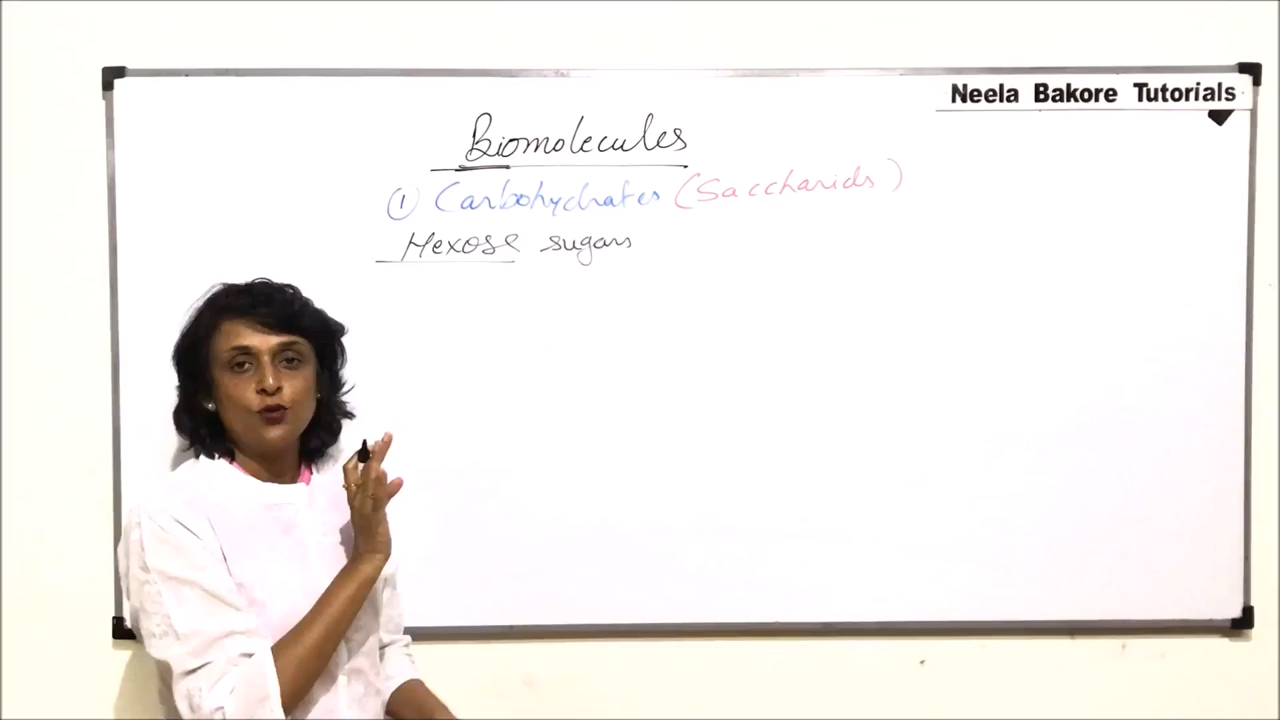 Neela Bakore Tutorials
Biomolecules
① Carbohydrates (Saccharids)
Hexose sugars